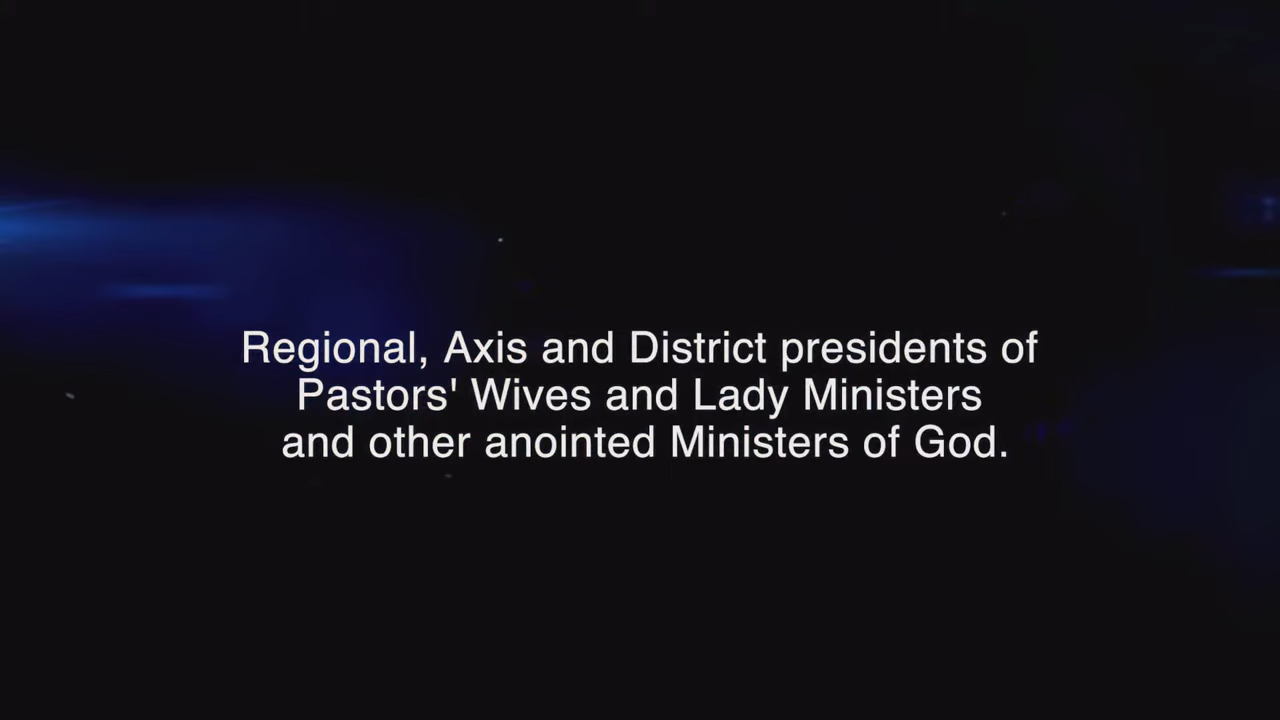 Regional, Axis and District presidents of
Pastors' Wives and Lady Ministers
and other anointed Ministers of God.